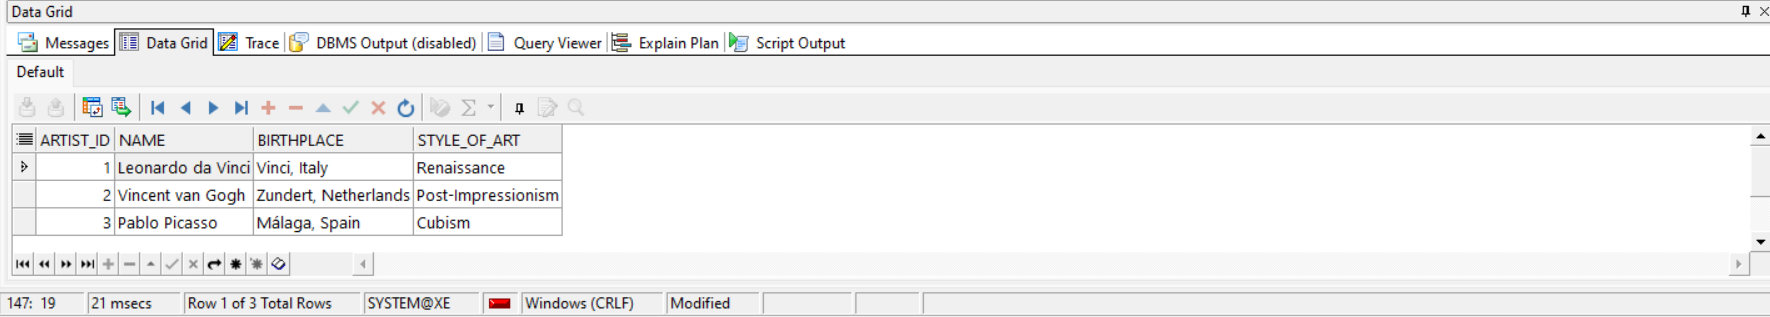 Data Grid
Messages Data Grid Trace DBMS Output (disabled) Query Viewer Explain Plan Script Output
Default
ARTIST_ID NAME BIRTHPLACE STYLE_OF_ART
1 Leonardo da Vinci Vinci, Italy Renaissance
2 Vincent van Gogh Zundert, Netherlands Post-Impressionism
3 Pablo Picasso Málaga, Spain Cubism
147: 19 21 msecs Row 1 of 3 Total Rows SYSTEM@XE Windows (CRLF) Modified